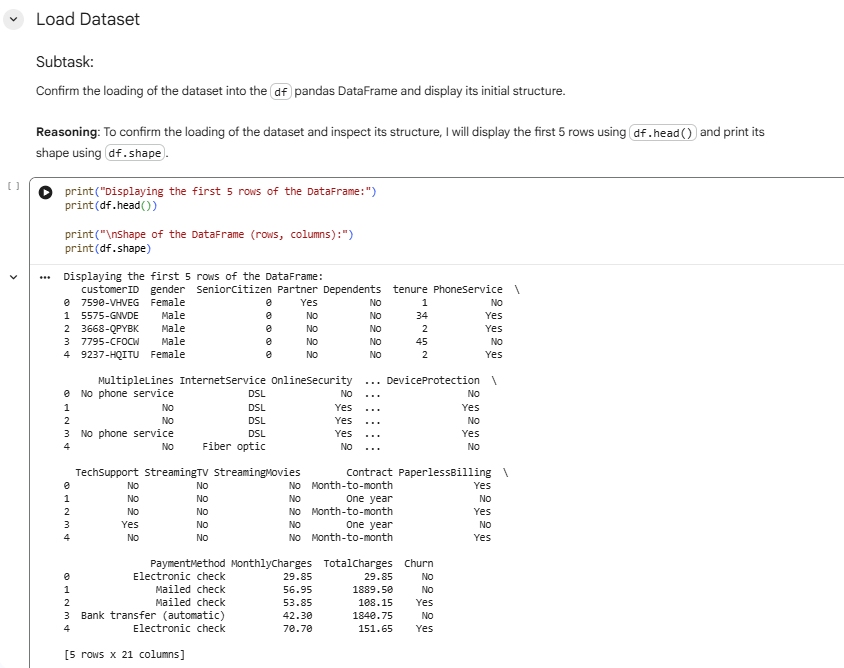 Load Dataset
Subtask:
Confirm the loading of the dataset into the df pandas DataFrame and display its initial structure.
Reasoning: To confirm the loading of the dataset and inspect its structure, I will display the first 5 rows using df.head() and print its
shape using df.shape.
[ ]
print("Displaying the first 5 rows of the DataFrame:")
print(df.head())
print("\nShape of the DataFrame (rows, columns):")
print(df.shape)
... Displaying the first 5 rows of the DataFrame:
   customerID  gender  SeniorCitizen Partner Dependents  tenure PhoneService  \
0  7590-VHVEG  Female              0     Yes         No       1           No
1  5575-GNVDE    Male              0      No         No      34          Yes
2  3668-QPYBK    Male              0      No         No       2          Yes
3  7795-CFOCW    Male              0      No         No      45           No
4  9237-HQITU  Female              0      No         No       2          Yes
      MultipleLines InternetService OnlineSecurity  ... DeviceProtection  \
0  No phone service             DSL             No  ...               No
1                No             DSL            Yes  ...              Yes
2                No             DSL            Yes  ...               No
3  No phone service             DSL            Yes  ...              Yes
4                No     Fiber optic             No  ...               No
  TechSupport StreamingTV StreamingMovies        Contract PaperlessBilling  \
0          No          No              No  Month-to-month              Yes
1          No          No              No        One year               No
2          No          No              No  Month-to-month              Yes
3         Yes          No              No        One year               No
4          No          No              No  Month-to-month              Yes
               PaymentMethod MonthlyCharges  TotalCharges  Churn
0           Electronic check          29.85         29.85     No
1               Mailed check          56.95       1889.50     No
2               Mailed check          53.85        108.15    Yes
3  Bank transfer (automatic)          42.30       1840.75     No
4           Electronic check          70.70        151.65    Yes
[5 rows x 21 columns]